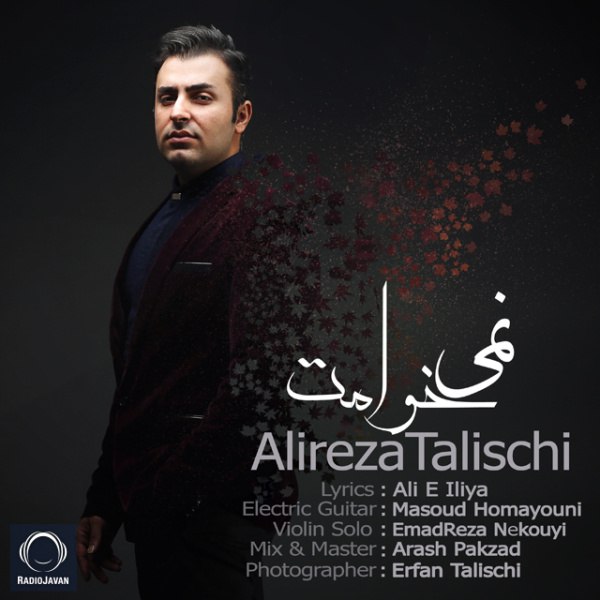 نمی خوامت
AlirezaTalischi
Lyrics : Ali E Iliya
Electric Guitar : Masoud Homayouni
Violin Solo : EmadReza Nekouyi
Mix & Master : Arash Pakzad
Photographer : Erfan Talischi
RADIOJAVAN